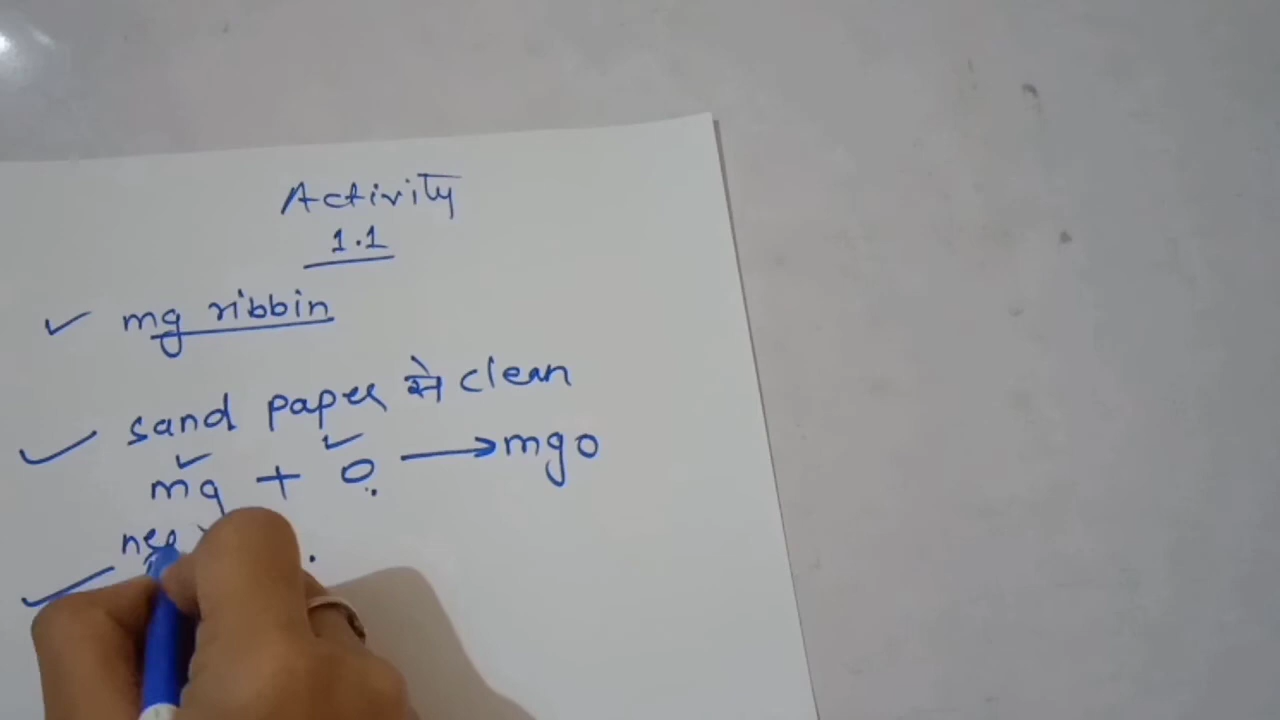 Activity
1.1
mg ribbin
sand paper से clean
mg + O → mgo